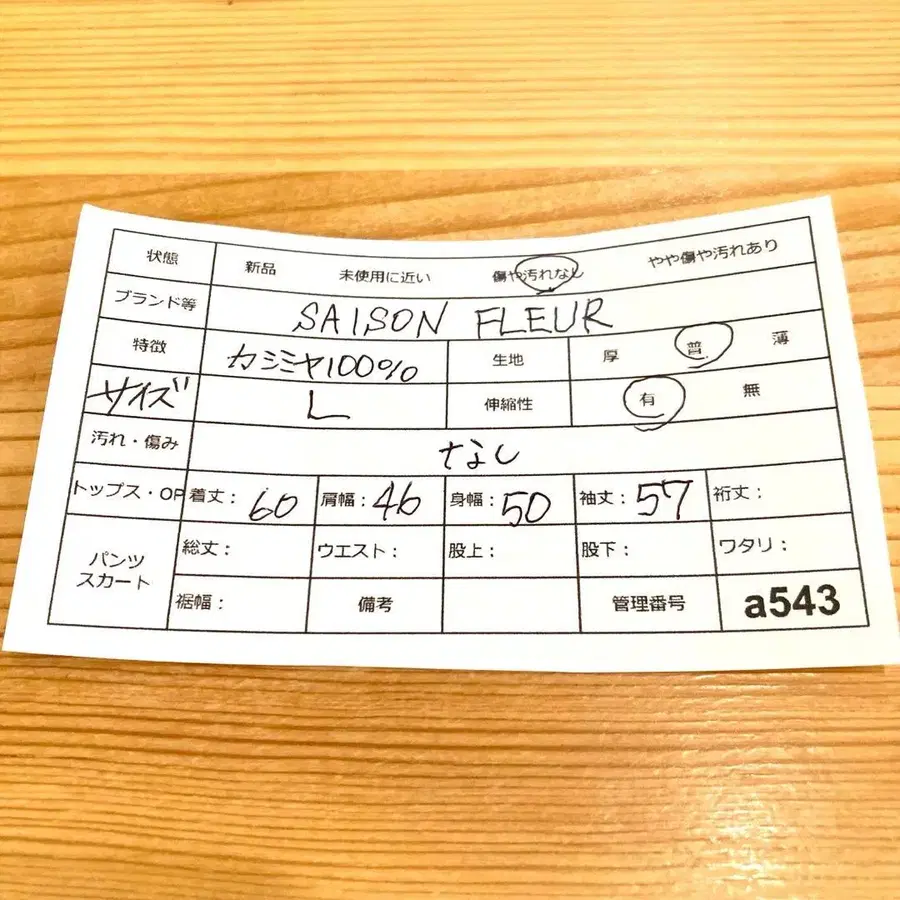 状態 新品 未使用に近い 傷や汚れなし やや傷や汚れあり
ブランド等 SAISON FLEUR
特徴 カシミヤ100% 生地 厚 普 薄
サイズ L 伸縮性 有 無
汚れ・傷み なし
トップス・OP 着丈: 60 肩幅: 46 身幅: 50 袖丈: 57 裄丈:
パンツ スカート 総丈: ウエスト: 股上: 股下: ワタリ:
裾幅: 備考 管理番号 a543